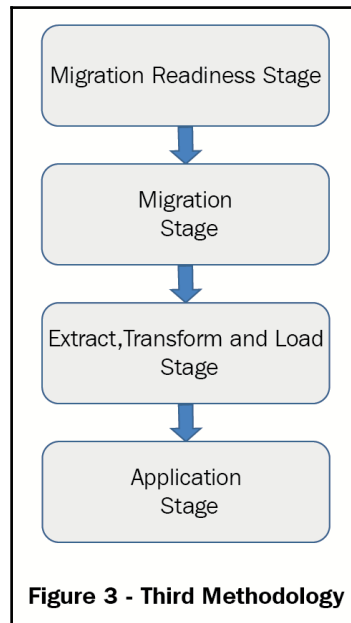 Migration Readiness Stage
Migration
Stage
Extract,Transform and Load
Stage
Application
Stage
Figure 3 - Third Methodology